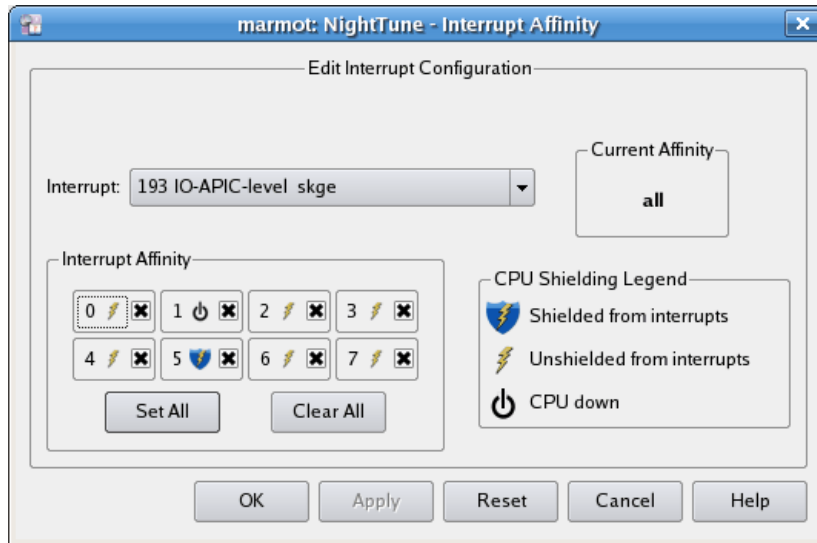 marmot: NightTune - Interrupt Affinity
Edit Interrupt Configuration
Current Affinity
Interrupt: 193 IO-APIC-level skge
all
Interrupt Affinity
0 1 2 3
4 5 6 7
Set All Clear All
CPU Shielding Legend
Shielded from interrupts
Unshielded from interrupts
CPU down
OK Apply Reset Cancel Help